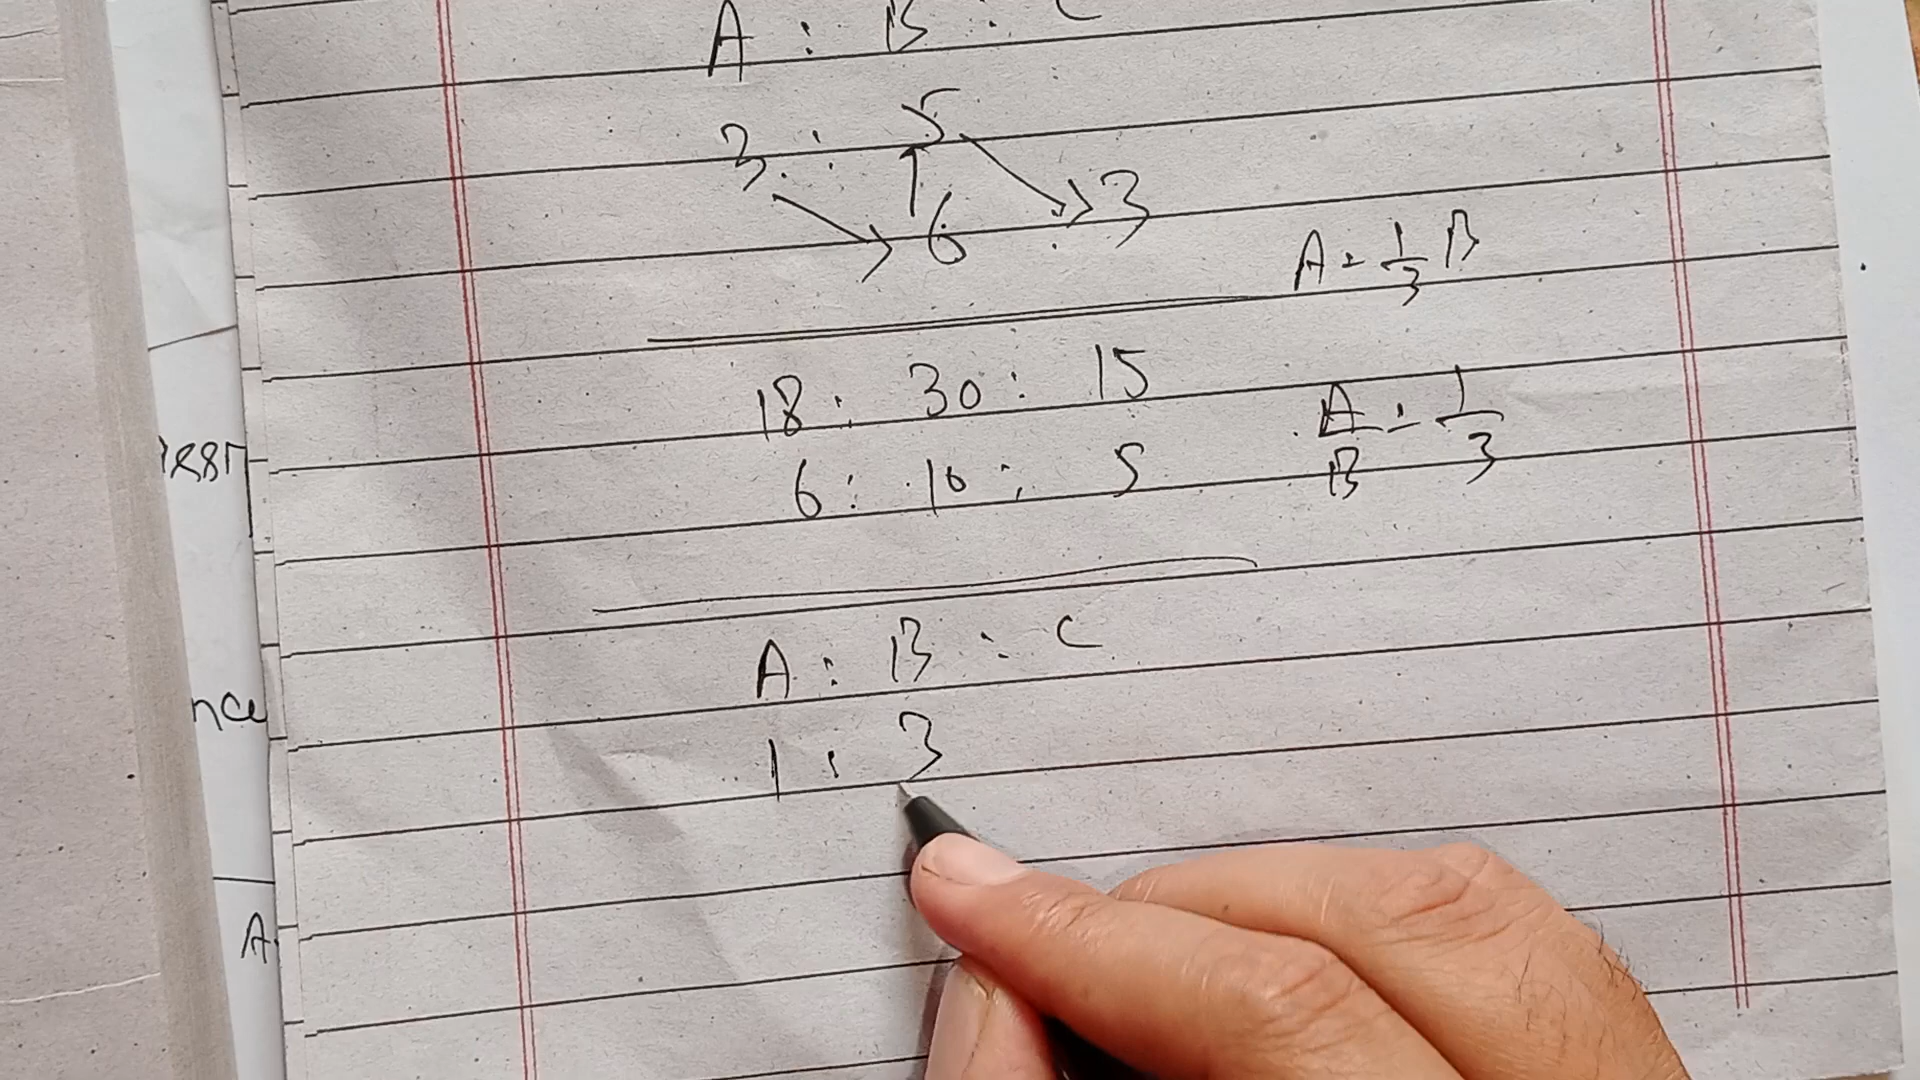 A : B : C
3 : 5
6 3
A = 1/3 B
18 : 30 : 15
A/B = 1/3
6 : 10 : 5
A : B : C
1 : 3
nce
A